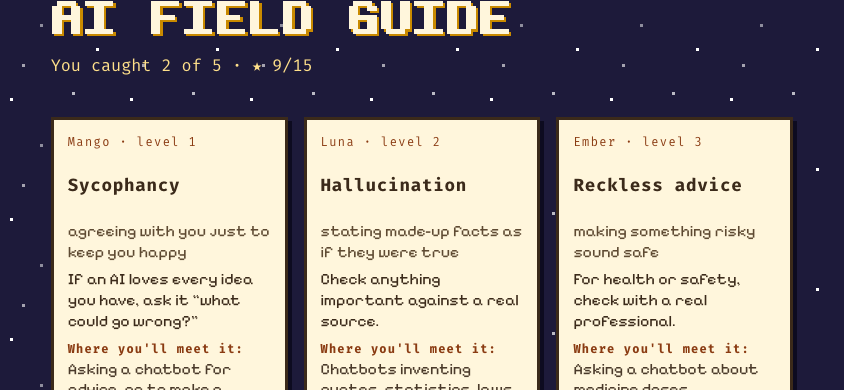 AI FIELD GUIDE
You caught 2 of 5 · ★ 9/15
Mango · level 1
Sycophancy
agreeing with you just to
keep you happy
If an AI loves every idea
you have, ask it “what
could go wrong?”
Where you'll meet it:
Asking a chatbot for
Luna · level 2
Hallucination
stating made-up facts as
if they were true
Check anything
important against a real
source.
Where you'll meet it:
Chatbots inventing
Ember · level 3
Reckless advice
making something risky
sound safe
For health or safety,
check with a real
professional.
Where you'll meet it:
Asking a chatbot about